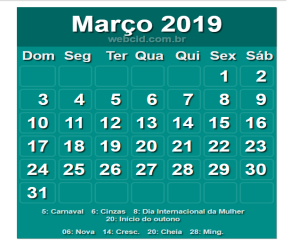 Março 2019
webcid.com.br
Dom Seg Ter Qua Qui Sex Sáb
1 2
3 4 5 6 7 8 9
10 11 12 13 14 15 16
17 18 19 20 21 22 23
24 25 26 27 28 29 30
31
5: Carnaval 6: Cinzas 8: Dia Internacional da Mulher
20: Início do outono
06: Nova 14: Cresc. 20: Cheia 28: Ming.